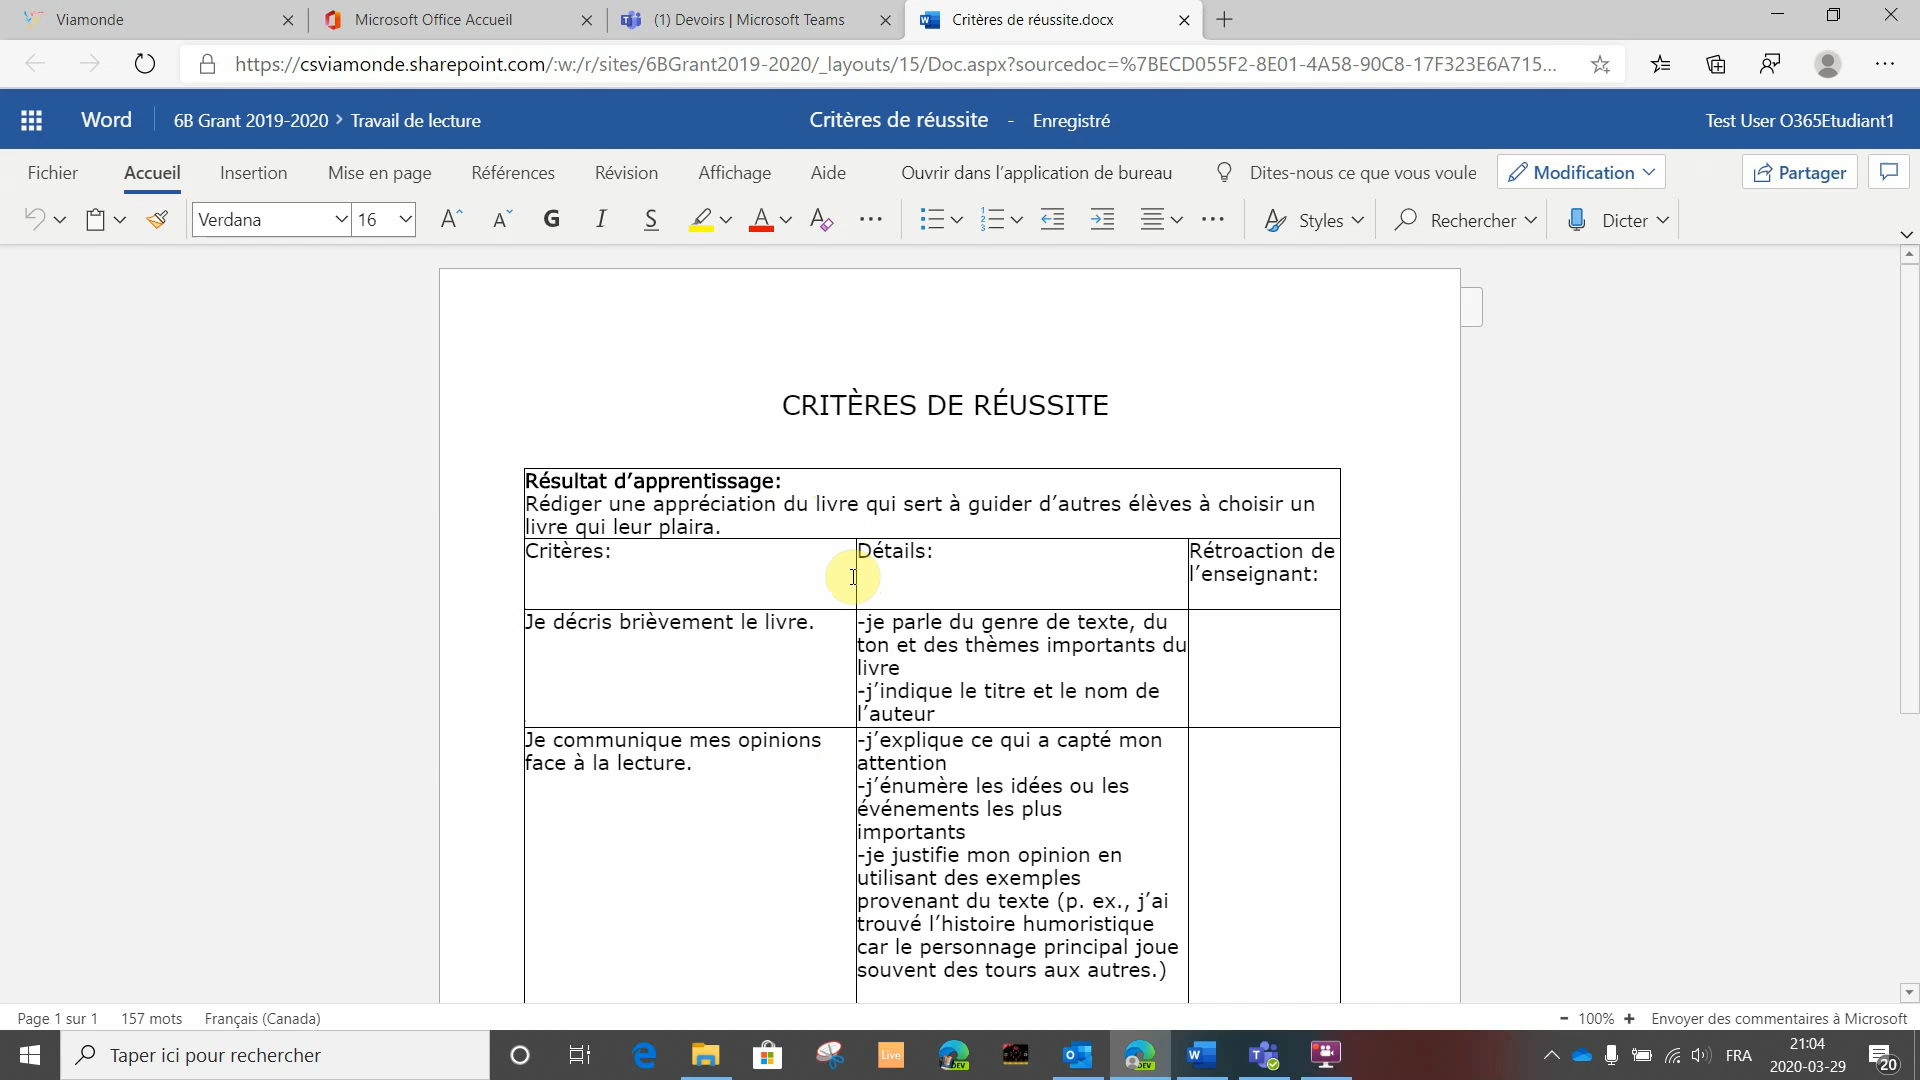 Viamonde
Microsoft Office Accueil
(1) Devoirs | Microsoft Teams
Critères de réussite.docx
https://csviamonde.sharepoint.com/:w:/r/sites/6BGrant2019-2020/_layouts/15/Doc.aspx?sourcedoc=%7BECD055F2-8E01-4A58-90C8-17F323E6A715...
Word
6B Grant 2019-2020 > Travail de lecture
Critères de réussite - Enregistré
Test User O365Etudiant1
Fichier Accueil Insertion Mise en page Références Révision Affichage Aide Ouvrir dans l'application de bureau Dites-nous ce que vous voule Modification Partager
Verdana 16 A A G I S A A Styles Rechercher Dicter
CRITÈRES DE RÉUSSITE
Résultat d’apprentissage:
Rédiger une appréciation du livre qui sert à guider d’autres élèves à choisir un
livre qui leur plaira.
Critères:
Détails:
Rétroaction de
l’enseignant:
Je décris brièvement le livre.
-je parle du genre de texte, du
ton et des thèmes importants du
livre
-j’indique le titre et le nom de
l’auteur
Je communique mes opinions
face à la lecture.
-j’explique ce qui a capté mon
attention
-j’énumère les idées ou les
événements les plus
importants
-je justifie mon opinion en
utilisant des exemples
provenant du texte (p. ex., j’ai
trouvé l’histoire humoristique
car le personnage principal joue
souvent des tours aux autres.)
Page 1 sur 1 157 mots Français (Canada)
- 100% + Envoyer des commentaires à Microsoft
Taper ici pour rechercher
Live
DEV
DEV
FRA
21:04
2020-03-29
20